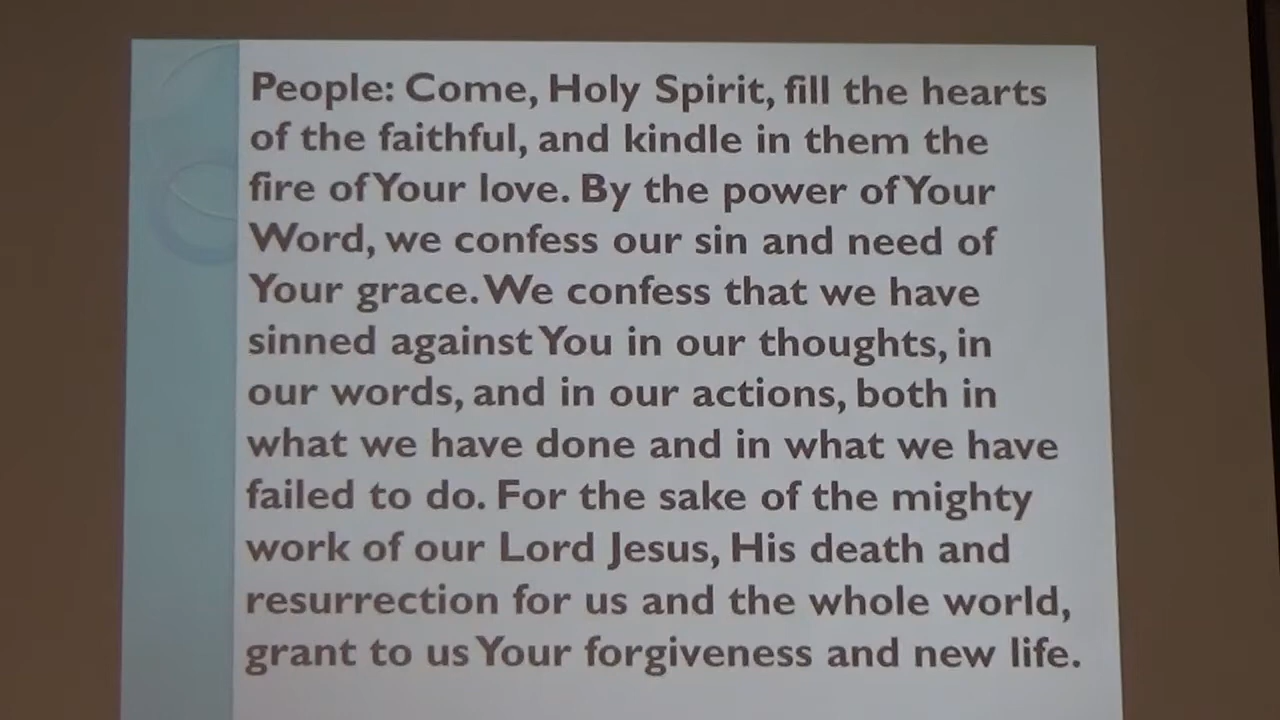 People: Come, Holy Spirit, fill the hearts
of the faithful, and kindle in them the
fire of Your love. By the power of Your
Word, we confess our sin and need of
Your grace. We confess that we have
sinned against You in our thoughts, in
our words, and in our actions, both in
what we have done and in what we have
failed to do. For the sake of the mighty
work of our Lord Jesus, His death and
resurrection for us and the whole world,
grant to us Your forgiveness and new life.